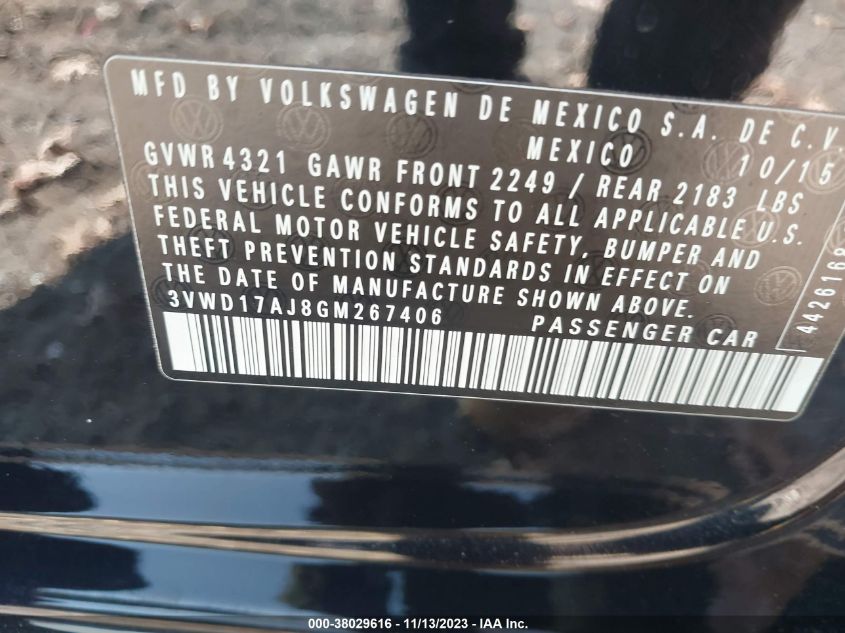 MFD BY VOLKSWAGEN DE MEXICO S.A. DE C.V.
MEXICO 10/15
GVWR 4321 GAWR FRONT 2249 / REAR 2183 LBS
THIS VEHICLE CONFORMS TO ALL APPLICABLE U.S.
FEDERAL MOTOR VEHICLE SAFETY, BUMPER AND
THEFT PREVENTION STANDARDS IN EFFECT ON
THE DATE OF MANUFACTURE SHOWN ABOVE.
3VWD17AJ8GM267406 PASSENGER CAR
4426168
000-38029616 - 11/13/2023 - IAA Inc.